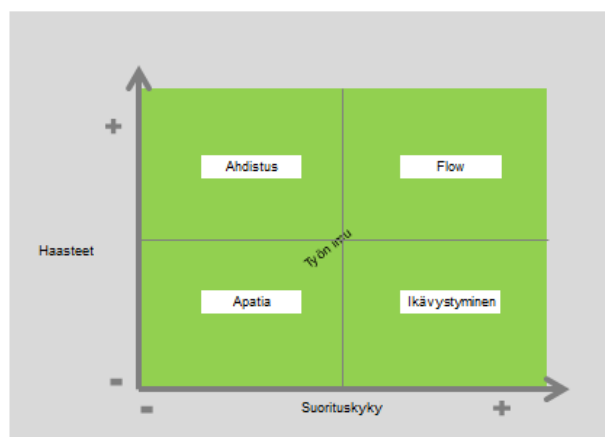 +
Ahdistus
Flow
Haasteet
Työn imu
Apatia
Ikävystyminen
-
-
Suorituskyky
+